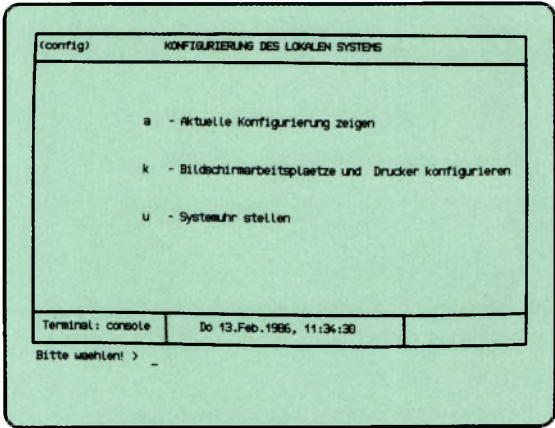 (config) KONFIGURIERUNG DES LOKALEN SYSTEMS
a - Aktuelle Konfigurierung zeigen
k - Bildschirmarbeitsplaetze und Drucker konfigurieren
u - Systemuhr stellen
Terminal: console Do 13.Feb.1986, 11:34:30
Bitte waehlen! > _